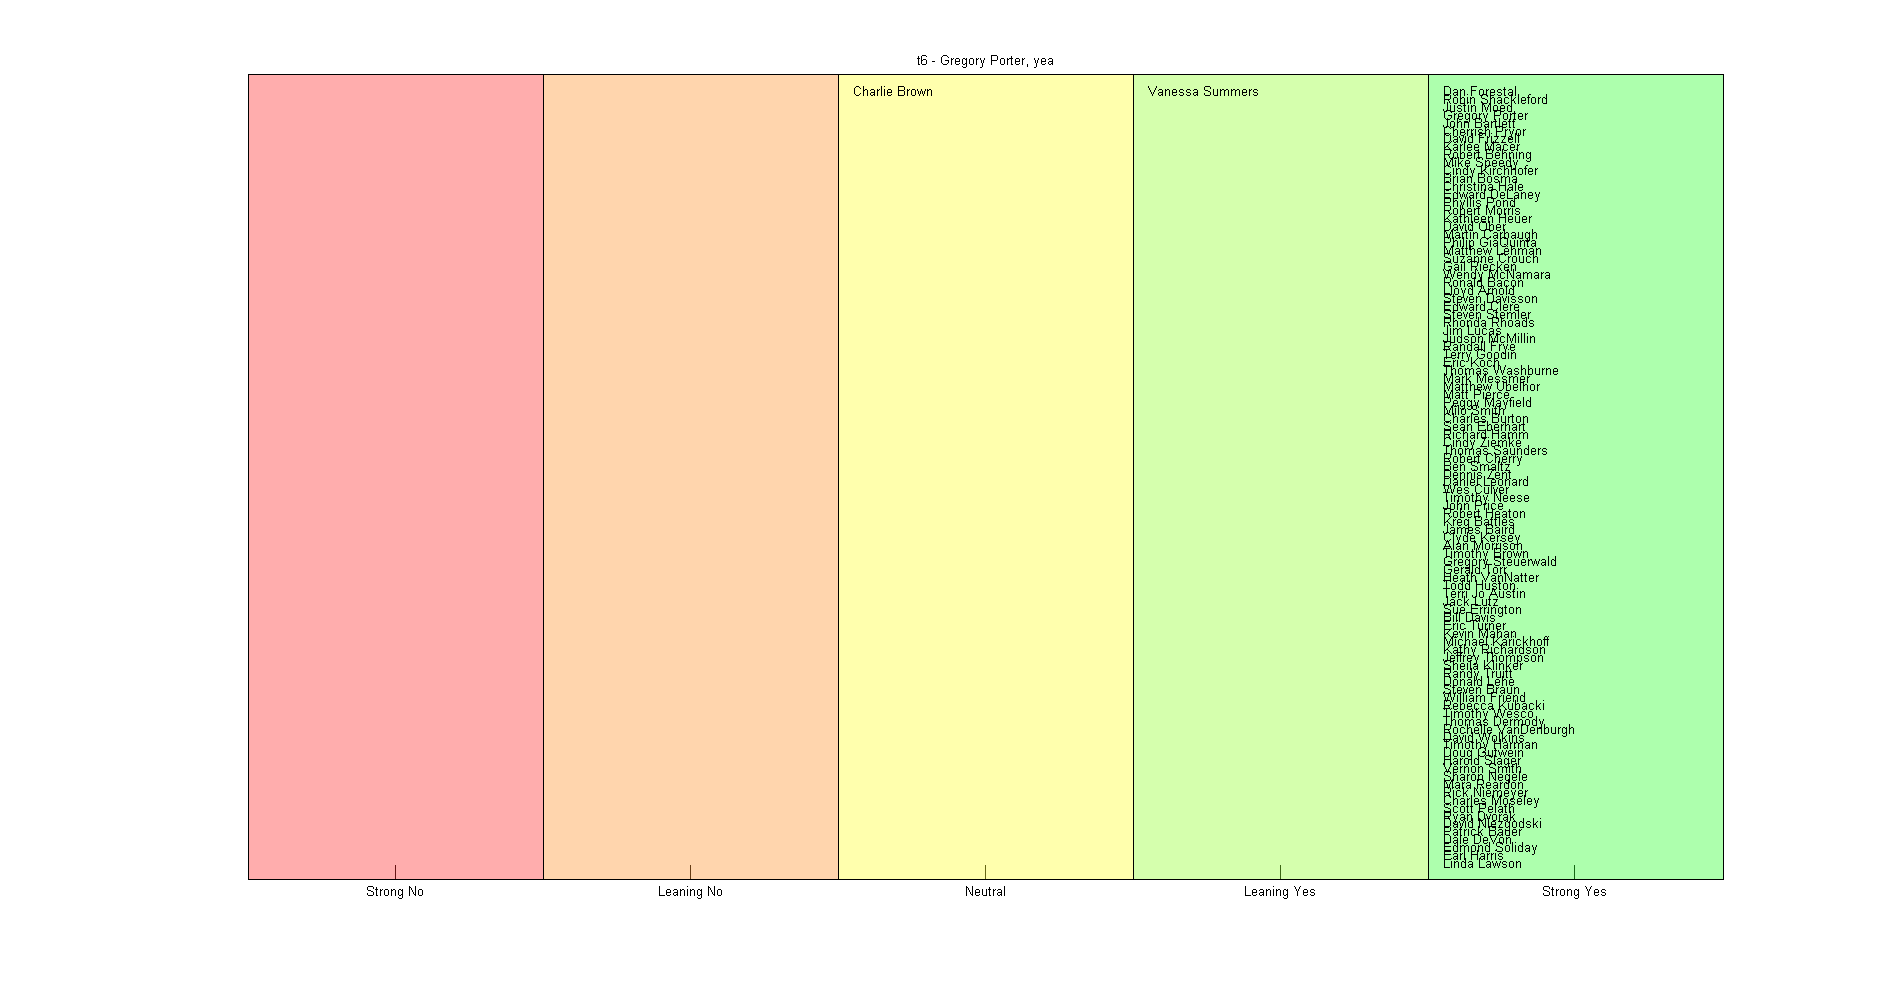 t6 - Gregory Porter, yea
Charlie Brown
Vanessa Summers
Dan Forestal
Robin Shackleford
Justin Moed
Gregory Porter
John Bartlett
Cherrish Pryor
David Frizzell
Karlee Macer
Robert Behning
Mike Speedy
Cindy Kirchhofer
Brian Bosma
Christina Hale
Edward DeLaney
Phyllis Pond
Robert Morris
Kathleen Heuer
David Ober
Martin Carbaugh
Philip GiaQuinta
Matthew Lehman
Suzanne Crouch
Gail Riecken
Wendy McNamara
Ronald Bacon
Lloyd Arnold
Steven Davisson
Edward Clere
Steven Stemler
Rhonda Rhoads
Jim Lucas
Judson McMillin
Randall Frye
Terry Goodin
Eric Koch
Thomas Washburne
Mark Messmer
Matthew Ubelhor
Matt Pierce
Peggy Mayfield
Milo Smith
Charles Burton
Sean Eberhart
Richard Hamm
Cindy Ziemke
Thomas Saunders
Robert Cherry
Ben Smaltz
Dennis Zent
Daniel Leonard
Wes Culver
Timothy Neese
John Price
Robert Heaton
Kreg Battles
James Baird
Clyde Kersey
Alan Morrison
Timothy Brown
Gregory Steuerwald
Gerald Torr
Heath VanNatter
Todd Huston
Terri Jo Austin
Jack Lutz
Sue Errington
Bill Davis
Eric Turner
Kevin Mahan
Michael Karickhoff
Kathy Richardson
Jeffrey Thompson
Sheila Klinker
Randy Truitt
Donald Lehe
Steven Braun
William Friend
Rebecca Kubacki
Timothy Wesco
Thomas Dermody
Rochelle VanDenburgh
David Wolkins
Timothy Harman
Doug Gutwein
Harold Slager
Vernon Smith
Sharon Negele
Mara Reardon
Rick Niemeyer
Charles Moseley
Scott Pelath
Ryan Dvorak
David Niezgodski
Patrick Bauer
Dale DeVon
Edmond Soliday
Earl Harris
Linda Lawson
Strong No
Leaning No
Neutral
Leaning Yes
Strong Yes